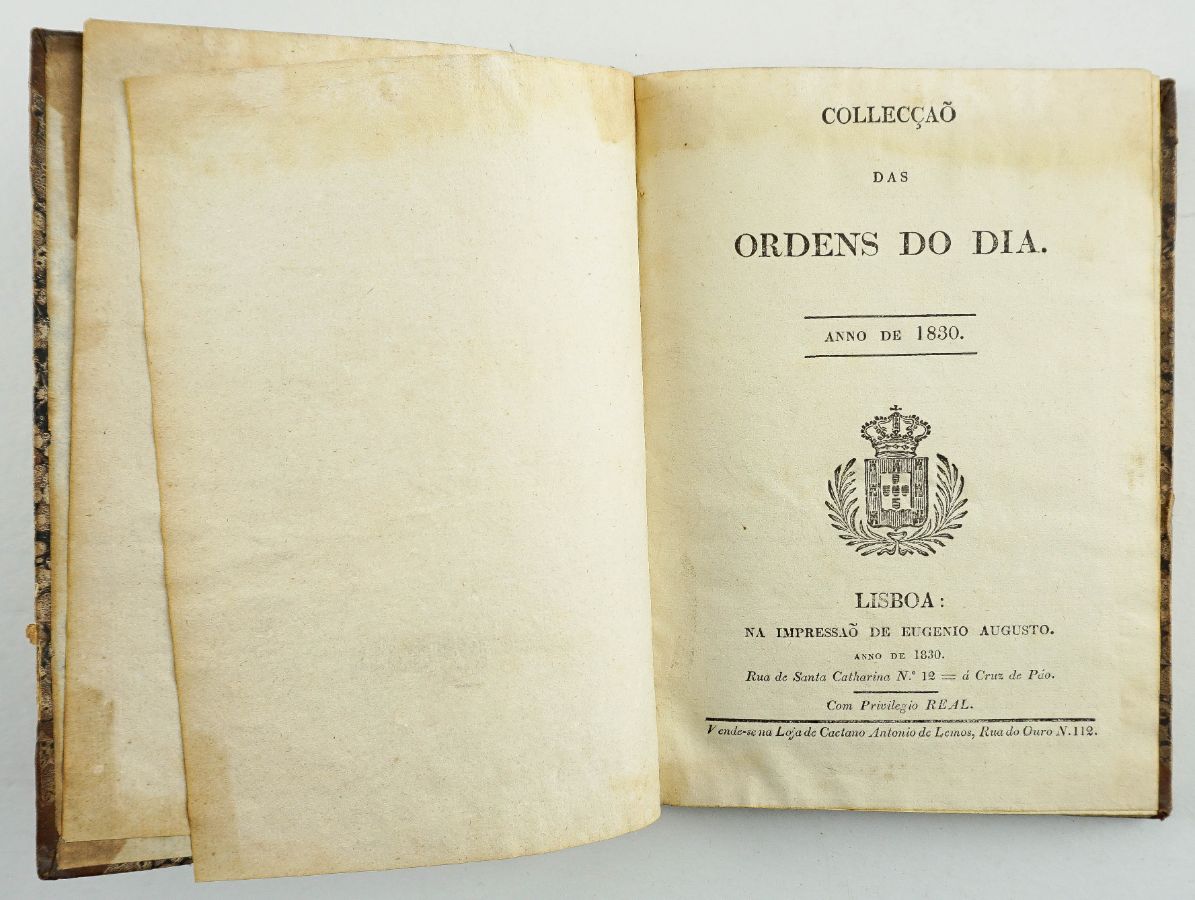 COLLECÇAÕ
DAS
ORDENS DO DIA.
ANNO DE 1830.
LISBOA:
NA IMPRESSAÕ DE EUGENIO AUGUSTO.
ANNO DE 1830.
Rua de Santa Catharina N.º 12 = á Cruz de Páo.
Com Privilegio REAL.
Vende-se na Loja de Caetano Antonio de Lemos, Rua do Ouro N. 112.